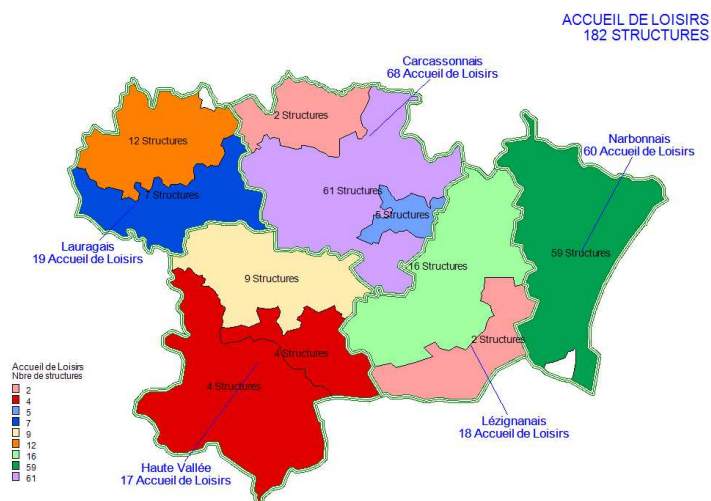 ACCUEIL DE LOISIRS
182 STRUCTURES
Carcassonnais
68 Accueil de Loisirs
2 Structures
12 Structures
Narbonnais
60 Accueil de Loisirs
61 Structures
7 Structures
5 Structures
Lauragais
19 Accueil de Loisirs
59 Structures
16 Structures
9 Structures
2 Structures
4 Structures
4 Structures
Lézignanais
18 Accueil de Loisirs
Haute Vallée
17 Accueil de Loisirs
Accueil de Loisirs
Nbre de structures
2
4
5
7
9
12
16
59
61